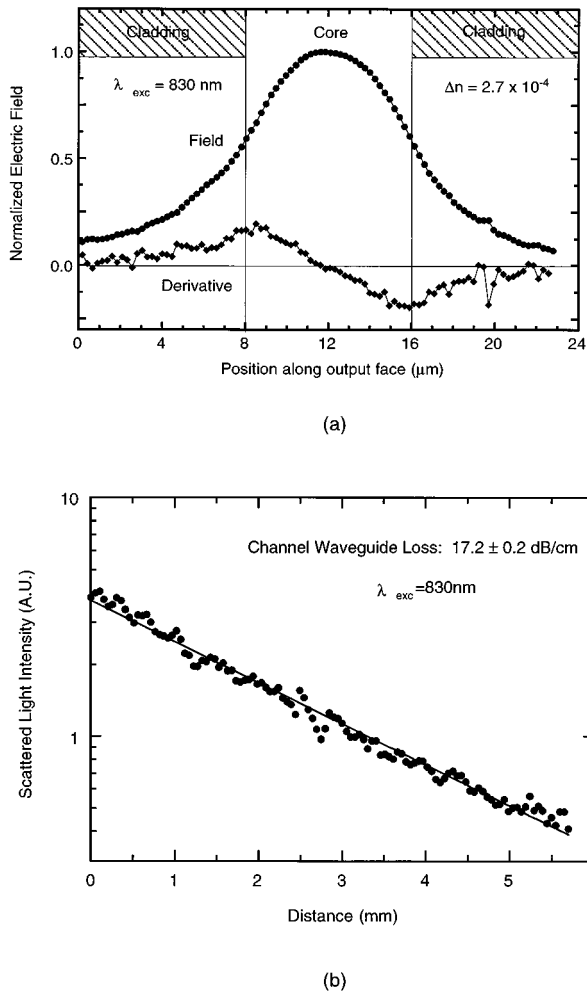 Cladding Core Cladding
1.0
λ exc = 830 nm
Δn = 2.7 x 10⁻⁴
Field
0.5
0.0
Derivative
Normalized Electric Field
0 4 8 12 16 20 24
Position along output face (μm)
(a)
10
Channel Waveguide Loss: 17.2 ± 0.2 dB/cm
λ exc =830nm
1
Scattered Light Intensity (A.U.)
0 1 2 3 4 5
Distance (mm)
(b)